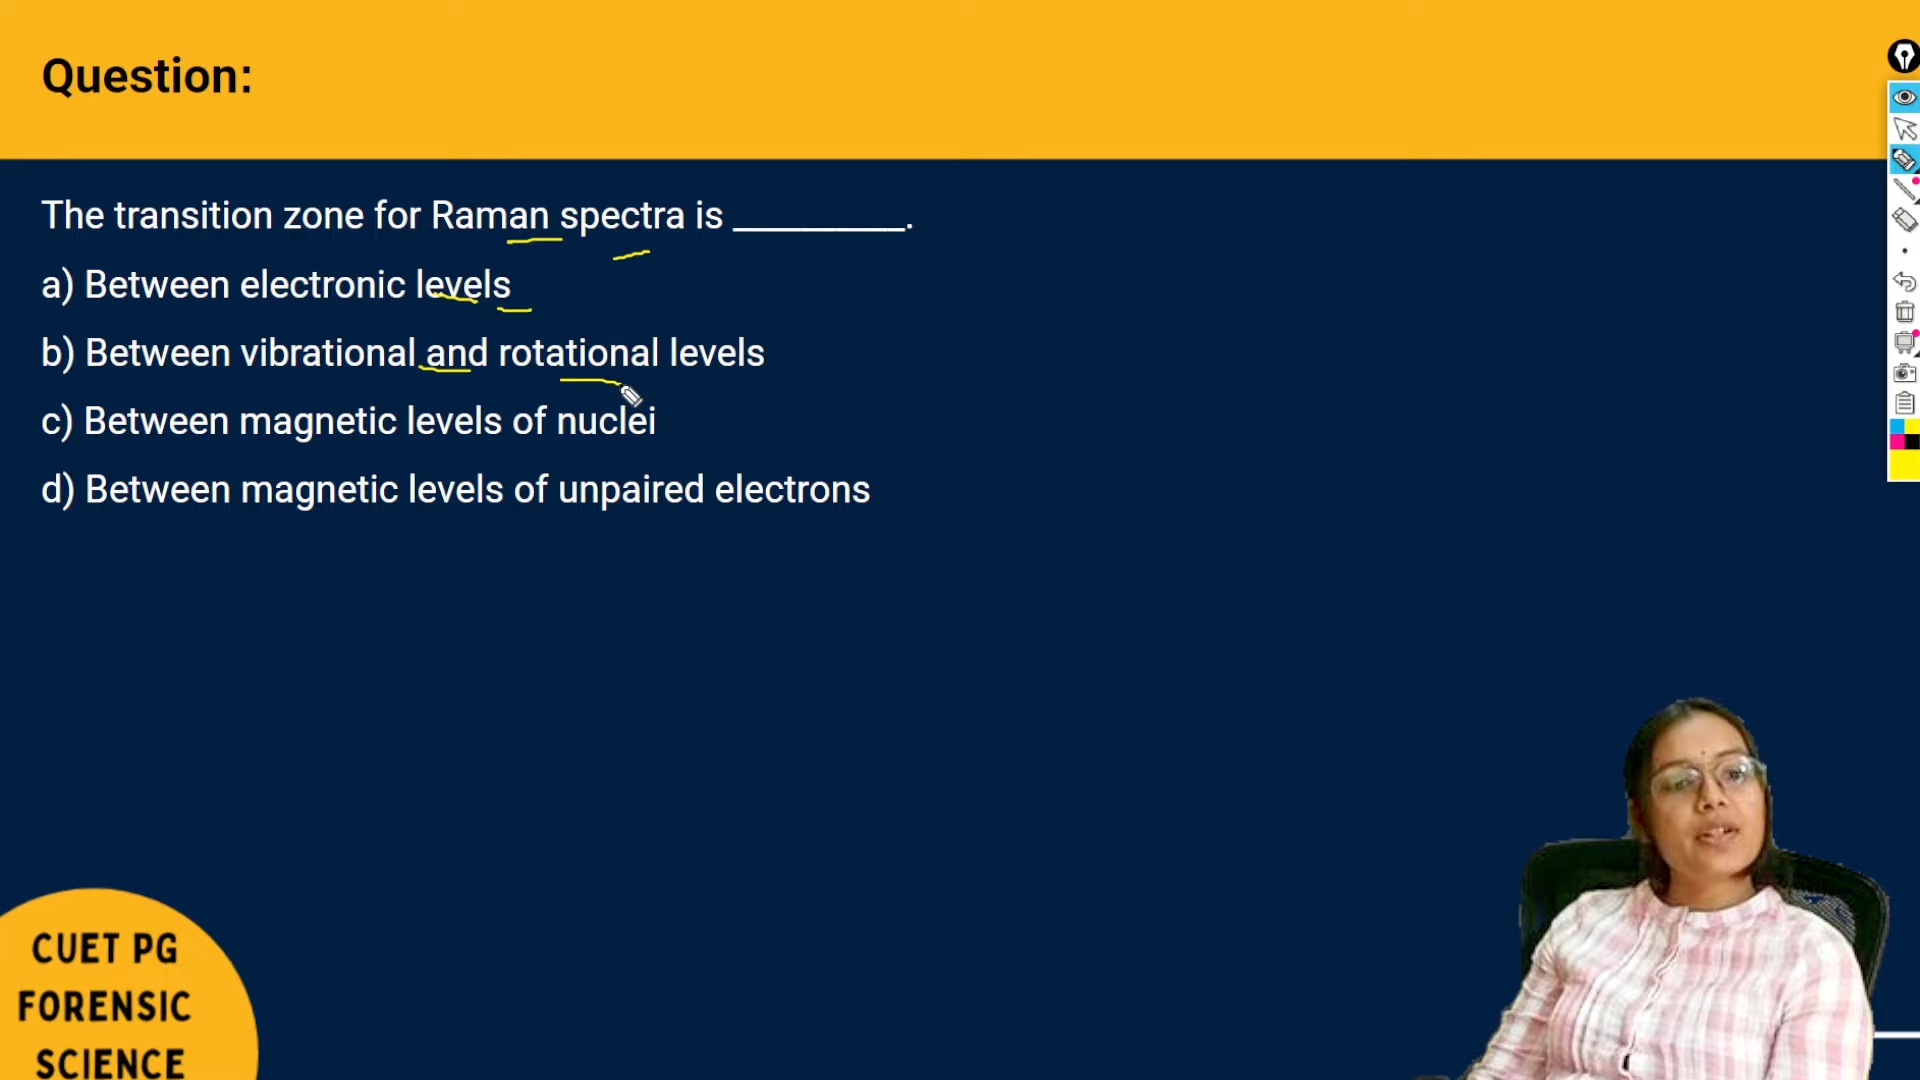 Question:
The transition zone for Raman spectra is __________.
a) Between electronic levels
b) Between vibrational and rotational levels
c) Between magnetic levels of nuclei
d) Between magnetic levels of unpaired electrons
CUET PG
FORENSIC
SCIENCE